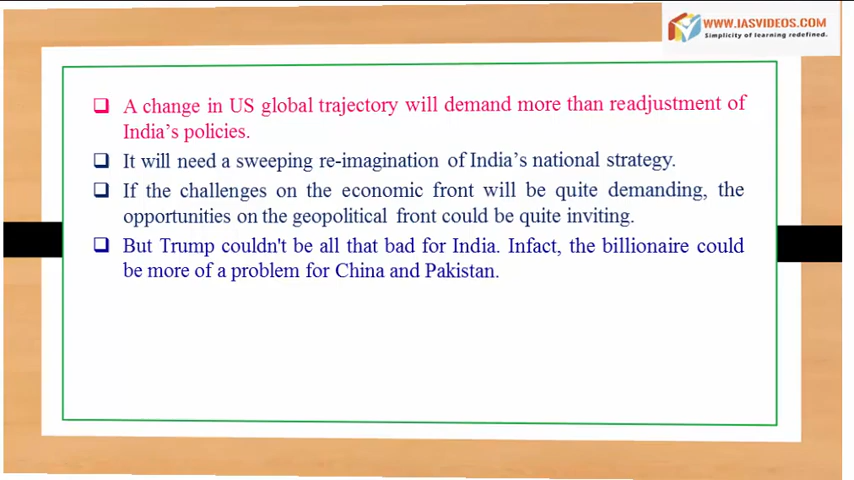 WWW.IASVIDEOS.COM
Simplicity of learning redefined.
A change in US global trajectory will demand more than readjustment of
India's policies.
It will need a sweeping re-imagination of India's national strategy.
If the challenges on the economic front will be quite demanding, the
opportunities on the geopolitical front could be quite inviting.
But Trump couldn't be all that bad for India. Infact, the billionaire could
be more of a problem for China and Pakistan.